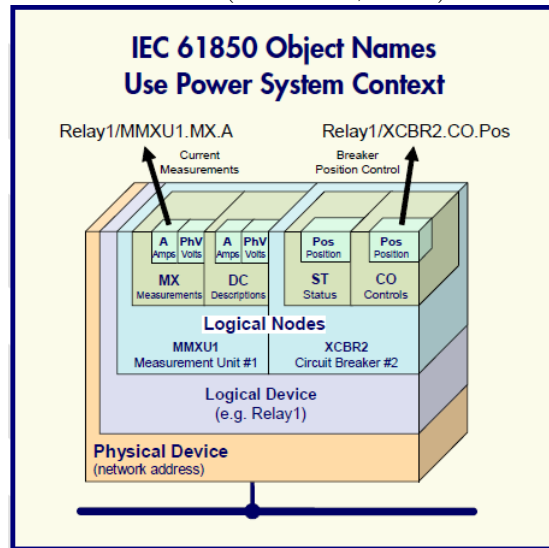 IEC 61850 Object Names
Use Power System Context
Relay1/MMXU1.MX.A
Relay1/XCBR2.CO.Pos
Current
Measurements
Breaker
Position Control
A PhV A PhV Pos Pos
Amps Volts Amps Volts Position Position
MX DC ST CO
Measurements Descriptions Status Controls
Logical Nodes
MMXU1 XCBR2
Measurement Unit #1 Circuit Breaker #2
Logical Device
(e.g. Relay1)
Physical Device
(network address)